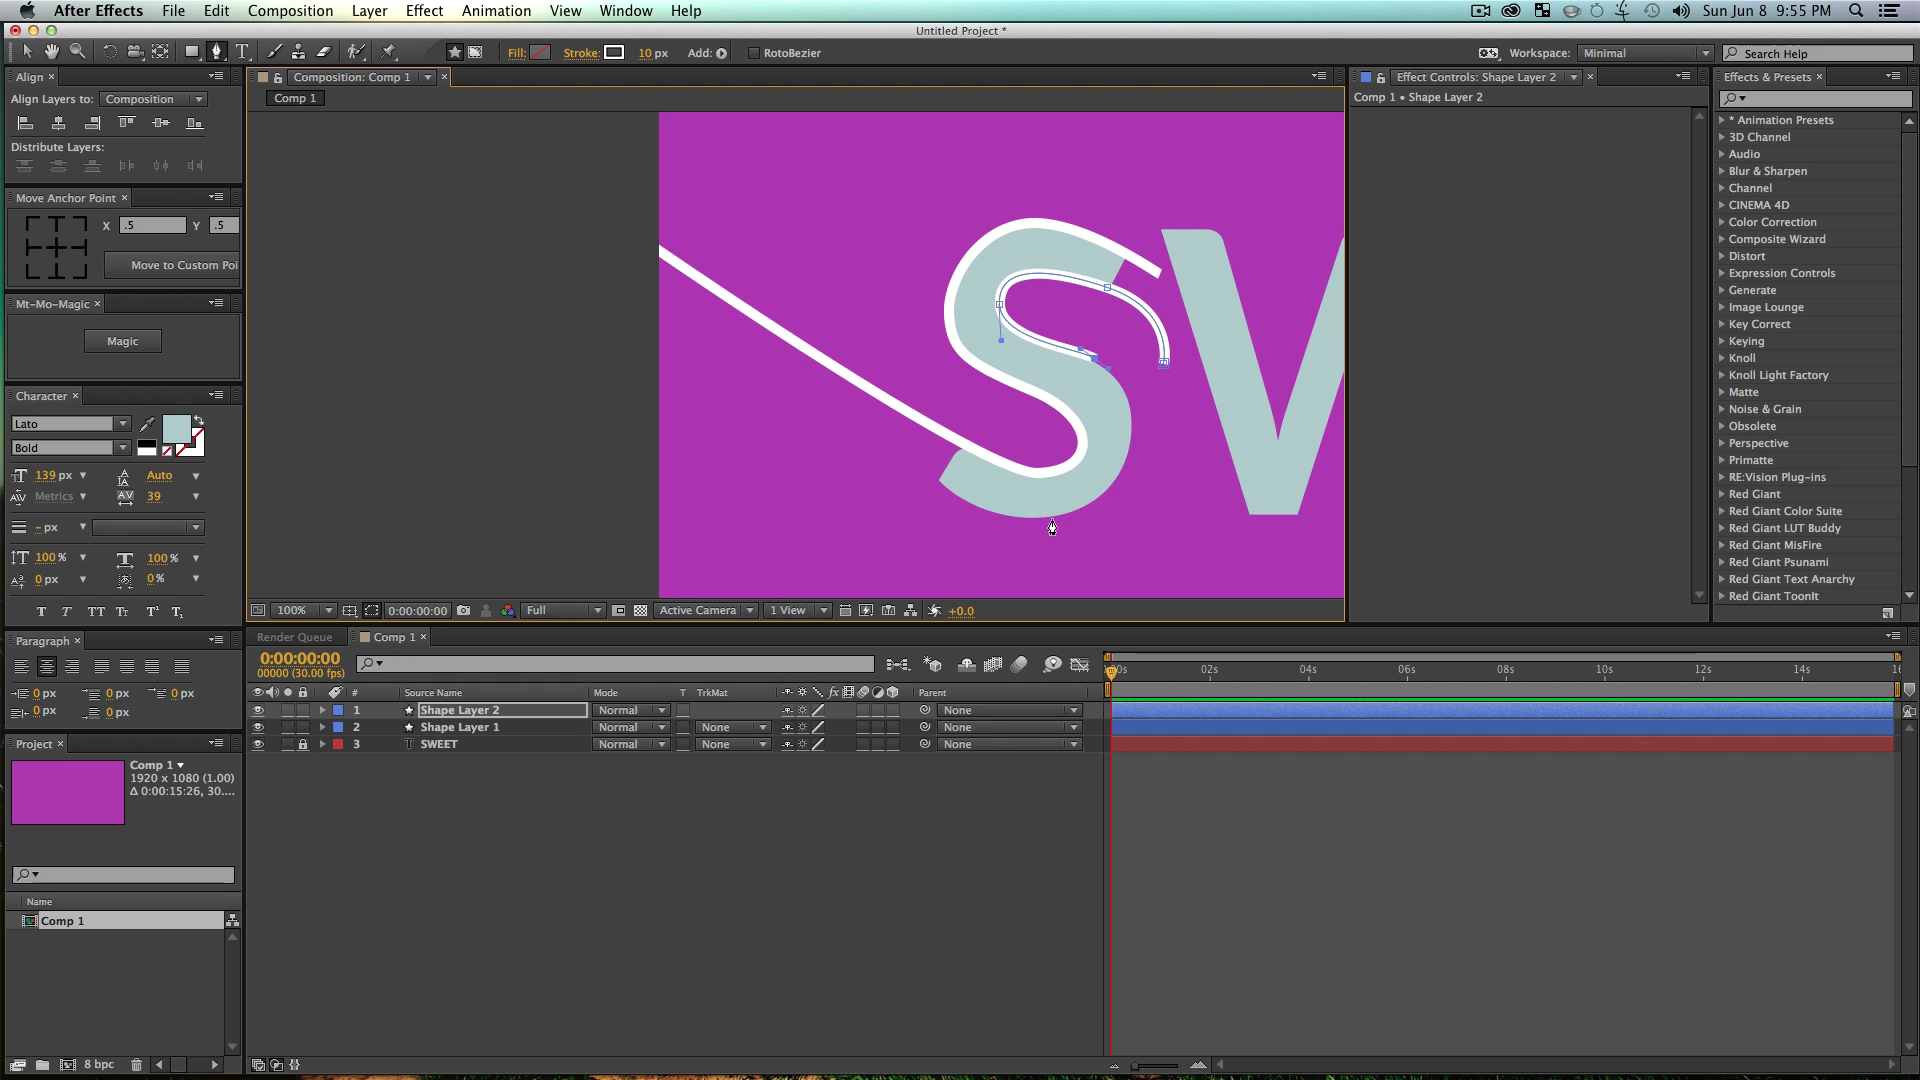 After Effects File Edit Composition Layer Effect Animation View Window Help Sun Jun 8 9:55 PM
Untitled Project *
T Fill: Stroke: 10 px Add: RotoBezier Workspace: Minimal Search Help
Align × Composition: Comp 1 × Effect Controls: Shape Layer 2 × Effects & Presets ×
Align Layers to: Composition Comp 1 Comp 1 • Shape Layer 2
Distribute Layers:
Move Anchor Point ×
X .5 Y .5
Move to Custom Poi
Mt-Mo-Magic ×
Magic
Character ×
Lato
Bold
139 px Auto
Metrics 39
- px
100 % 100 %
0 px 0 %
T T TT Tr T¹ T₁
SV
* Animation Presets
3D Channel
Audio
Blur & Sharpen
Channel
CINEMA 4D
Color Correction
Composite Wizard
Distort
Expression Controls
Generate
Image Lounge
Key Correct
Keying
Knoll
Knoll Light Factory
Matte
Noise & Grain
Obsolete
Perspective
Primatte
RE:Vision Plug-ins
Red Giant
Red Giant Color Suite
Red Giant LUT Buddy
Red Giant MisFire
Red Giant Psunami
Red Giant Text Anarchy
Red Giant ToonIt
100% 0:00:00:00 Full Active Camera 1 View +0.0
Paragraph ×
0 px 0 px 0 px
0 px 0 px
Project ×
Comp 1
1920 x 1080 (1.00)
Δ 0:00:15:26, 30....
Name
Comp 1
8 bpc
Render Queue Comp 1 ×
0:00:00:00
00000 (30.00 fps)
:00s 02s 04s 06s 08s 10s 12s 14s 16
# Source Name Mode T TrkMat fx Parent
1 Shape Layer 2 Normal None
2 Shape Layer 1 Normal None None
3 T SWEET Normal None None